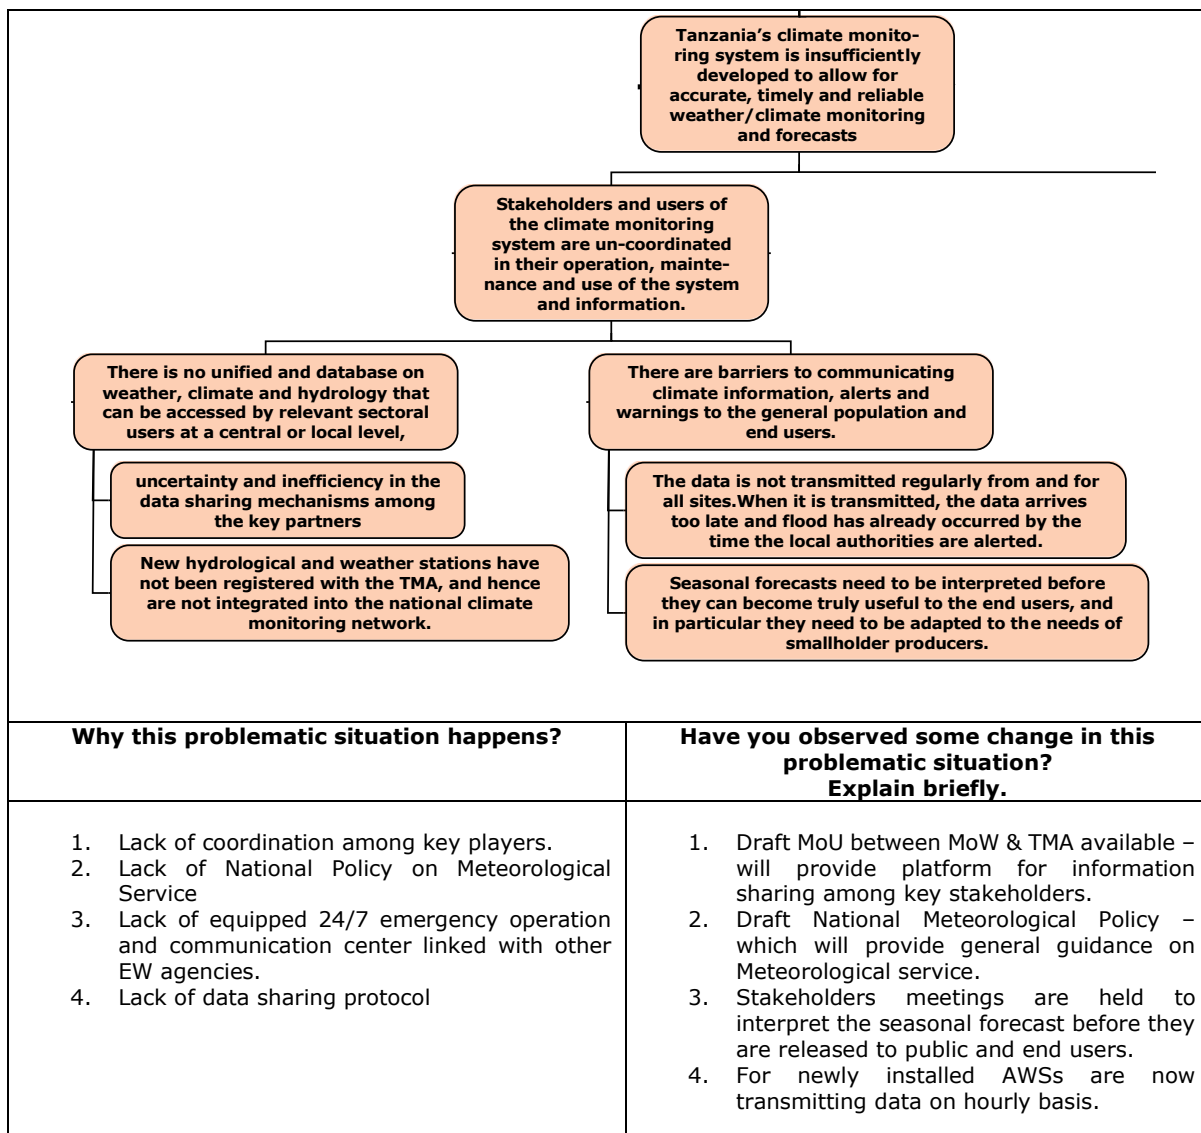 Tanzania's climate monito-
ring system is insufficiently
developed to allow for
accurate, timely and reliable
weather/climate monitoring
and forecasts
Stakeholders and users of
the climate monitoring
system are un-coordinated
in their operation, mainte-
nance and use of the system
and information.
There is no unified and database on
weather, climate and hydrology that
can be accessed by relevant sectoral
users at a central or local level,
uncertainty and inefficiency in the
data sharing mechanisms among
the key partners
New hydrological and weather stations have
not been registered with the TMA, and hence
are not integrated into the national climate
monitoring network.
There are barriers to communicating
climate information, alerts and
warnings to the general population and
end users.
The data is not transmitted regularly from and for
all sites.When it is transmitted, the data arrives
too late and flood has already occurred by the
time the local authorities are alerted.
Seasonal forecasts need to be interpreted before
they can become truly useful to the end users, and
in particular they need to be adapted to the needs of
smallholder producers.
Why this problematic situation happens?
Have you observed some change in this
problematic situation?
Explain briefly.
1. Lack of coordination among key players.
2. Lack of National Policy on Meteorological
Service
3. Lack of equipped 24/7 emergency operation
and communication center linked with other
EW agencies.
4. Lack of data sharing protocol
1. Draft MoU between MoW & TMA available –
will provide platform for information
sharing among key stakeholders.
2. Draft National Meteorological Policy –
which will provide general guidance on
Meteorological service.
3. Stakeholders meetings are held to
interpret the seasonal forecast before they
are released to public and end users.
4. For newly installed AWSs are now
transmitting data on hourly basis.